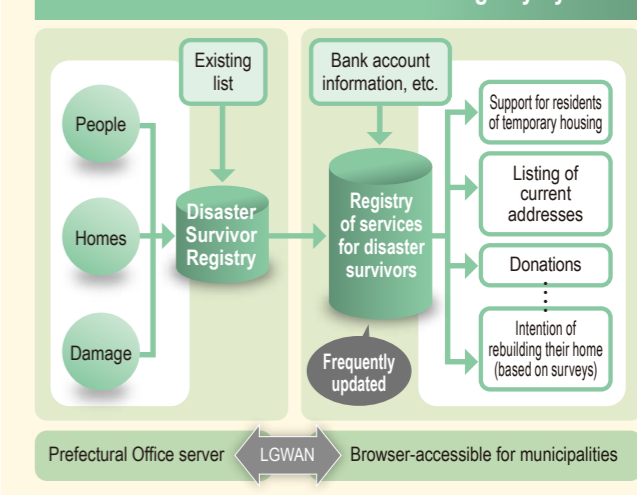 Existing
list
Bank account
information, etc.
People
Homes
Damage
Disaster
Survivor
Registry
Registry
of services
for disaster
survivors
Frequently
updated
Support for residents
of temporary housing
Listing of
current
addresses
Donations
Intention of
rebuilding their home
(based on surveys)
Prefectural Office server
LGWAN
Browser-accessible for municipalities